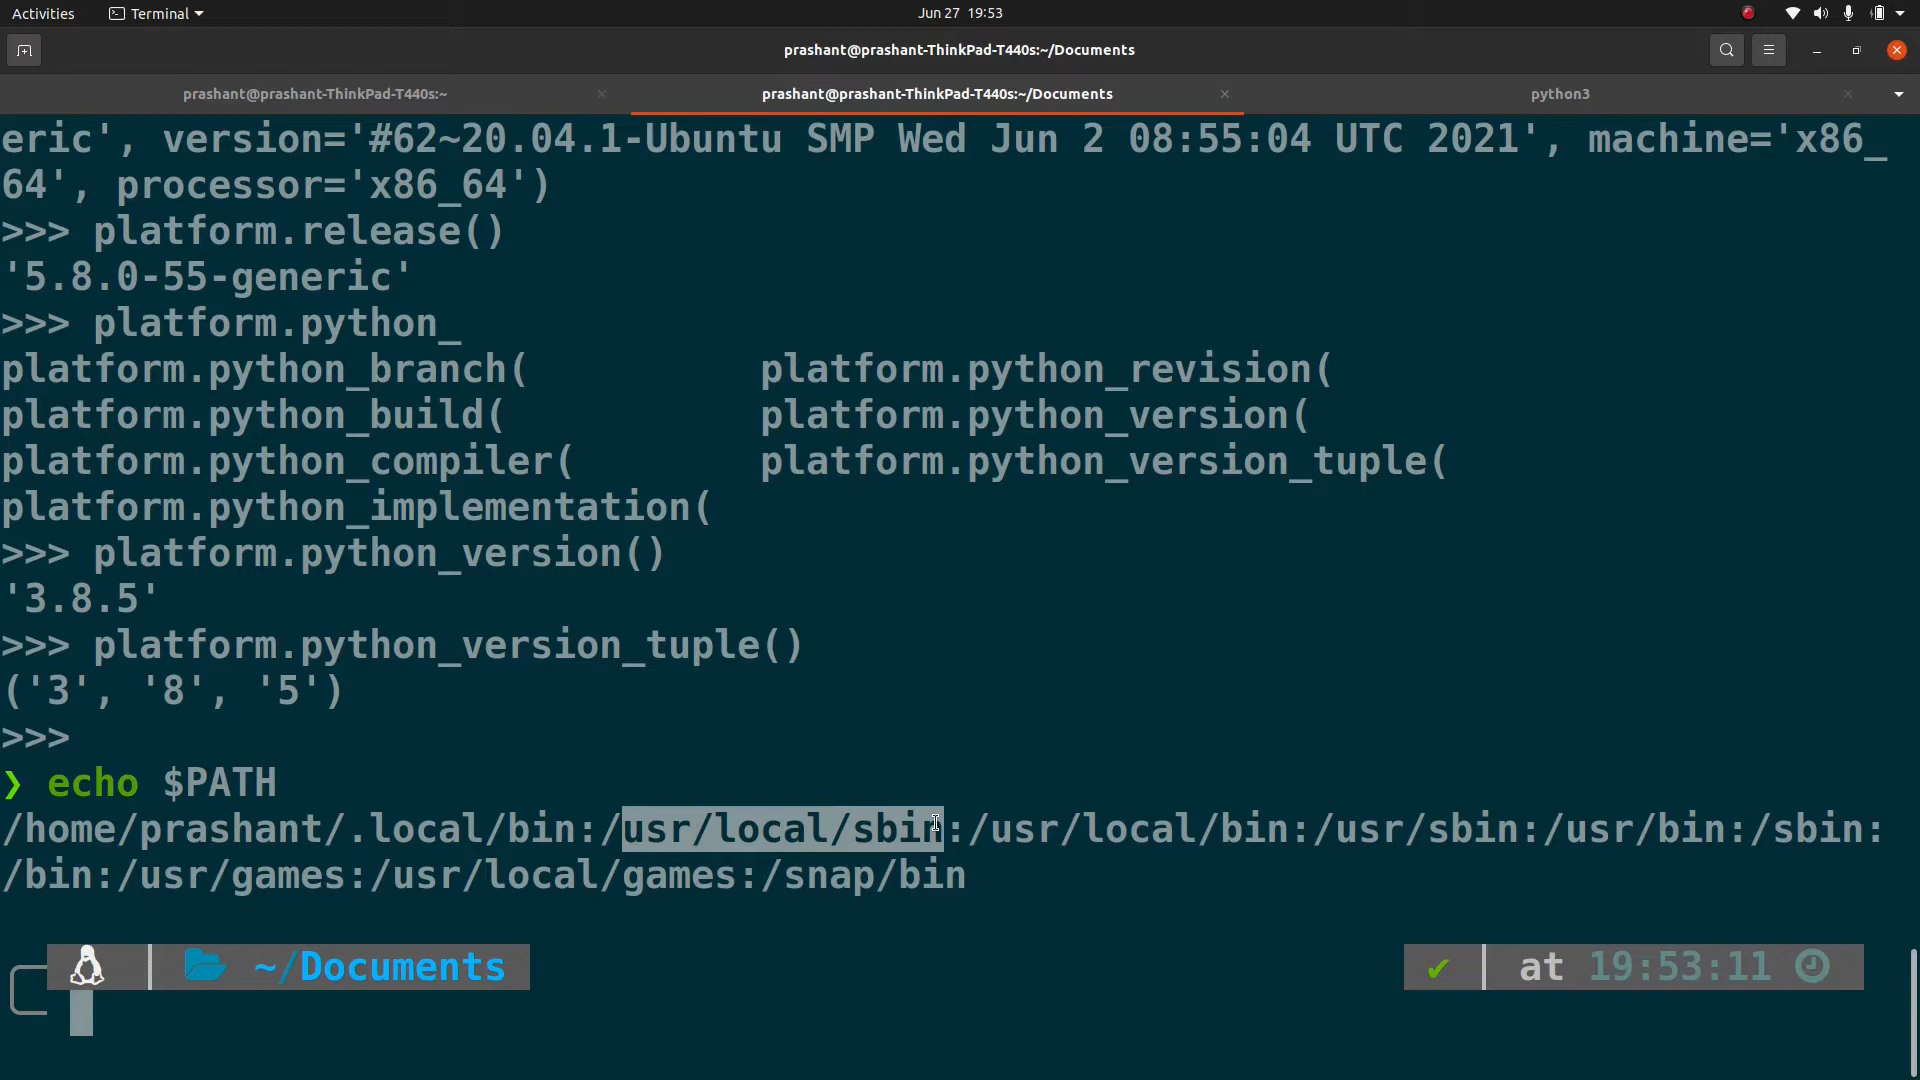 Activities Terminal Jun 27 19:53
prashant@prashant-ThinkPad-T440s:~/Documents
prashant@prashant-ThinkPad-T440s:~ prashant@prashant-ThinkPad-T440s:~/Documents python3
eric', version='#62~20.04.1-Ubuntu SMP Wed Jun 2 08:55:04 UTC 2021', machine='x86_
64', processor='x86_64')
>>> platform.release()
'5.8.0-55-generic'
>>> platform.python_
platform.python_branch( platform.python_revision(
platform.python_build( platform.python_version(
platform.python_compiler( platform.python_version_tuple(
platform.python_implementation(
>>> platform.python_version()
'3.8.5'
>>> platform.python_version_tuple()
('3', '8', '5')
>>>
❯ echo $PATH
/home/prashant/.local/bin:/usr/local/sbin:/usr/local/bin:/usr/sbin:/usr/bin:/sbin:
/bin:/usr/games:/usr/local/games:/snap/bin
~/Documents ✔ at 19:53:11